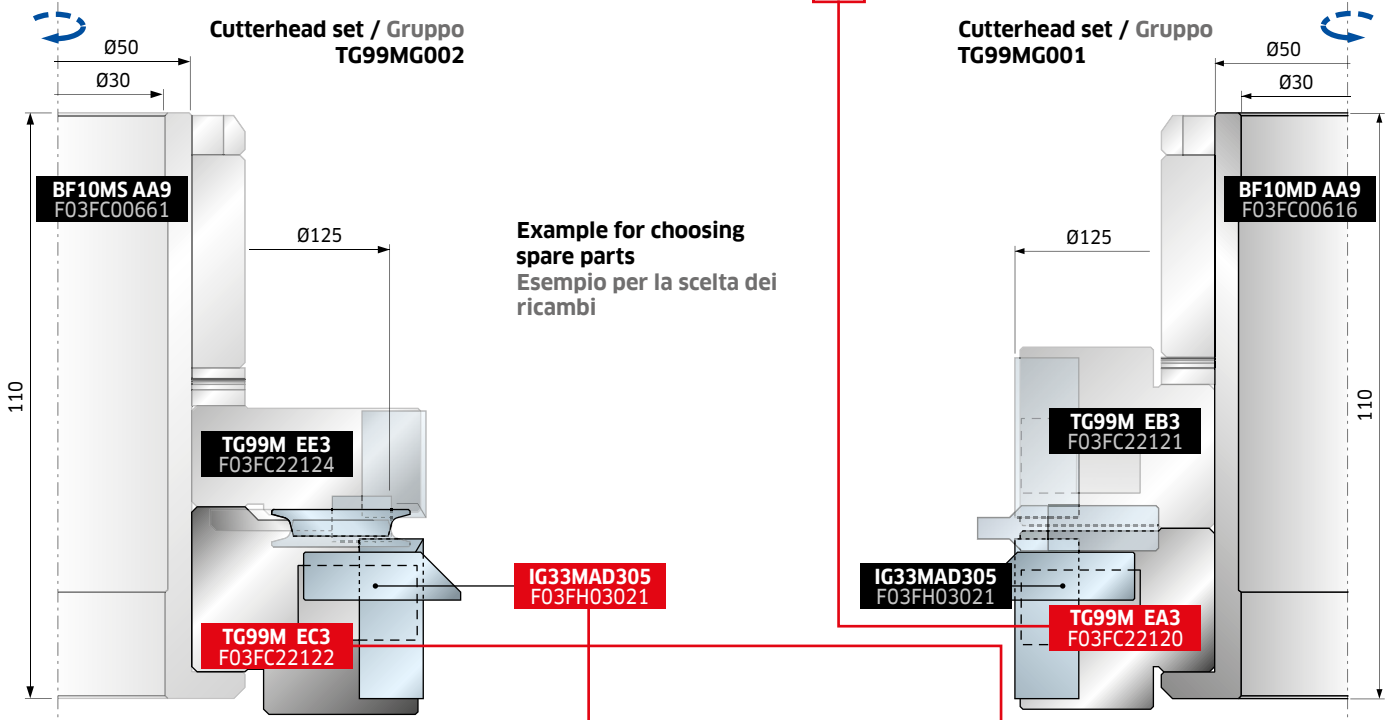 Cutterhead set / Gruppo
TG99MG002
Cutterhead set / Gruppo
TG99MG001
Ø50
Ø30
Ø50
Ø30
BF10MS AA9
F03FC00661
BF10MD AA9
F03FC00616
Ø125
Example for choosing
spare parts
Esempio per la scelta dei
ricambi
Ø125
110
110
TG99M EE3
F03FC22124
TG99M EB3
F03FC22121
IG33MAD305
F03FH03021
IG33MAD305
F03FH03021
TG99M EC3
F03FC22122
TG99M EA3
F03FC22120